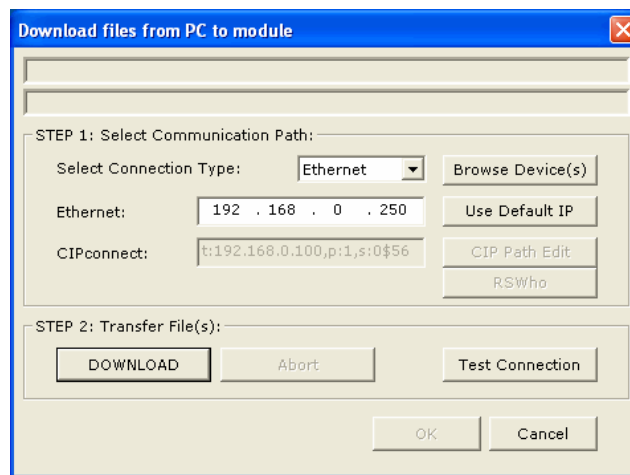 Download files from PC to module
STEP 1: Select Communication Path:
Select Connection Type: Ethernet Browse Device(s)
Ethernet: 192 . 168 . 0 . 250 Use Default IP
CIPconnect: t:192.168.0.100,p:1,s:0$56 CIP Path Edit
RSWho
STEP 2: Transfer File(s):
DOWNLOAD Abort Test Connection
OK Cancel